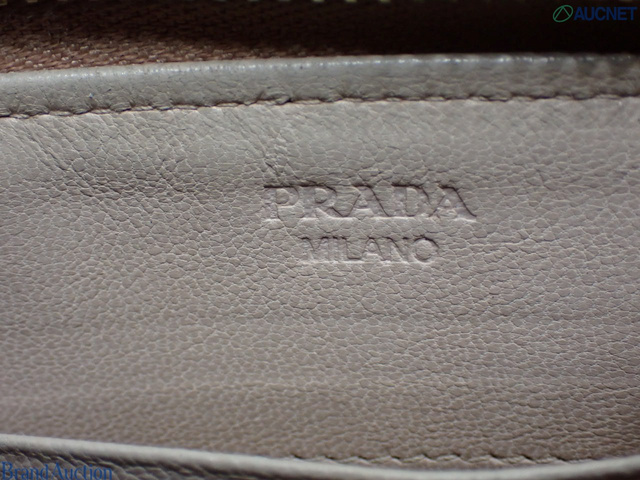 AUCNET
PRADA
MILANO
Brand Auction